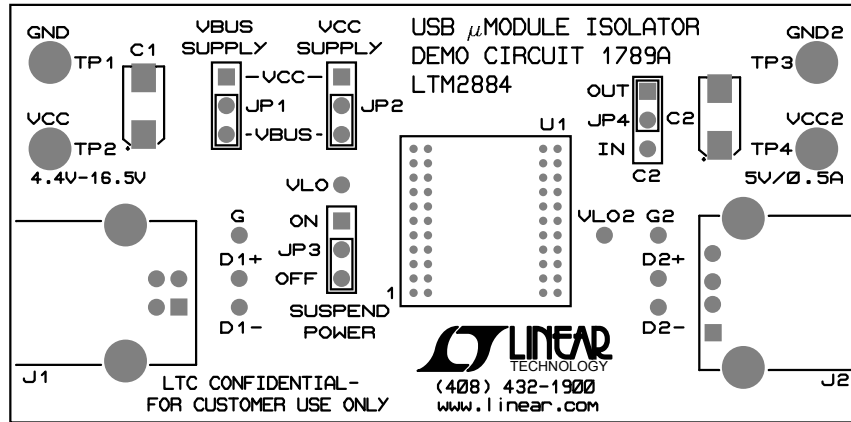 GND
C1
VBUS
SUPPLY
VCC
SUPPLY
USB μMODULE ISOLATOR
DEMO CIRCUIT 1789A
LTM2884
GND2
TP1
-VCC-
JP1
JP2
-VBUS-
OUT
JP4
IN
C2
C2
TP3
VCC
TP2
4.4V-16.5V
U1
VCC2
TP4
5V/0.5A
VLO
ON
JP3
OFF
SUSPEND
POWER
G
D1+
D1-
1
VLO2
G2
D2+
D2-
J1
J2
LTC CONFIDENTIAL-
FOR CUSTOMER USE ONLY
LINEAR
TECHNOLOGY
(408) 432-1900
www.linear.com